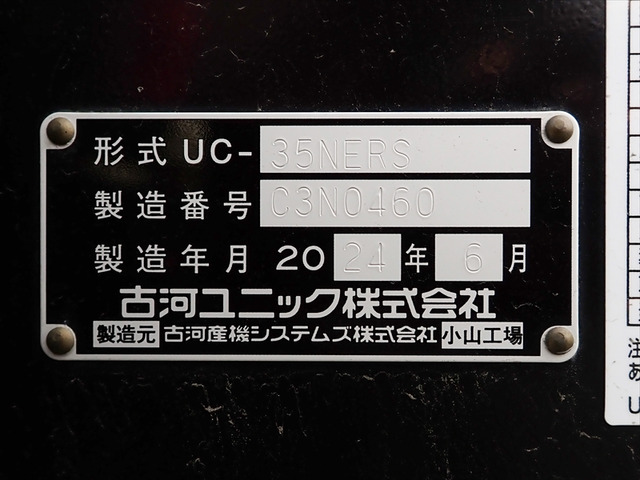 形式 UC-35NERS
製造番号 C3N0460
製造年月 2024年 6月
古河ユニック株式会社
製造元 古河産機システムズ株式会社 小山工場
注
あ
U